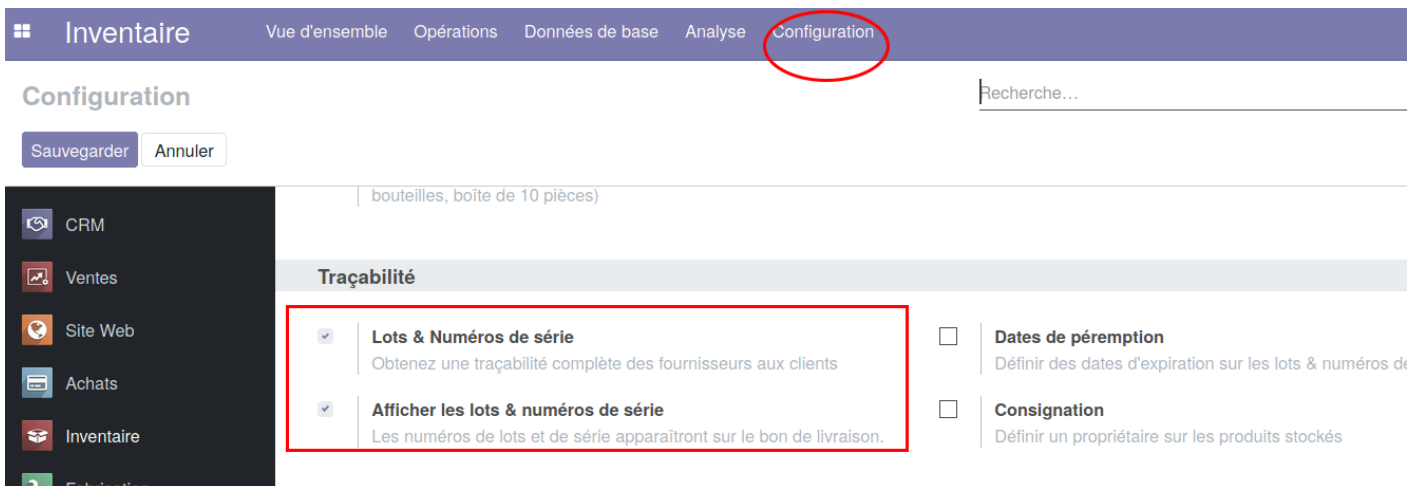 Inventaire Vue d'ensemble Opérations Données de base Analyse Configuration
Configuration
Recherche...
Sauvegarder Annuler
bouteilles, boîte de 10 pièces)
CRM
Ventes
Site Web
Achats
Inventaire
Fabrication
Traçabilité
Lots & Numéros de série
Obtenez une traçabilité complète des fournisseurs aux clients
Dates de péremption
Définir des dates d'expiration sur les lots & numéros de
Afficher les lots & numéros de série
Les numéros de lots et de série apparaîtront sur le bon de livraison.
Consignation
Définir un propriétaire sur les produits stockés